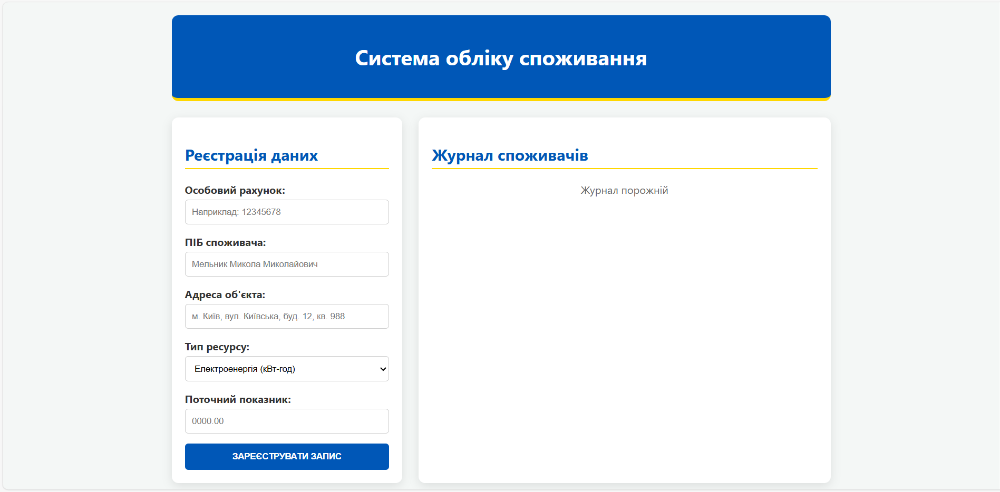 Система обліку споживання
Реєстрація даних
Особовий рахунок:
Наприклад: 12345678
ПІБ споживача:
Мельник Микола Миколайович
Адреса об'єкта:
м. Київ, вул. Київська, буд. 12, кв. 988
Тип ресурсу:
Електроенергія (кВт-год)
Поточний показник:
0000.00
ЗАРЕЄСТРУВАТИ ЗАПИС
Журнал споживачів
Журнал порожній